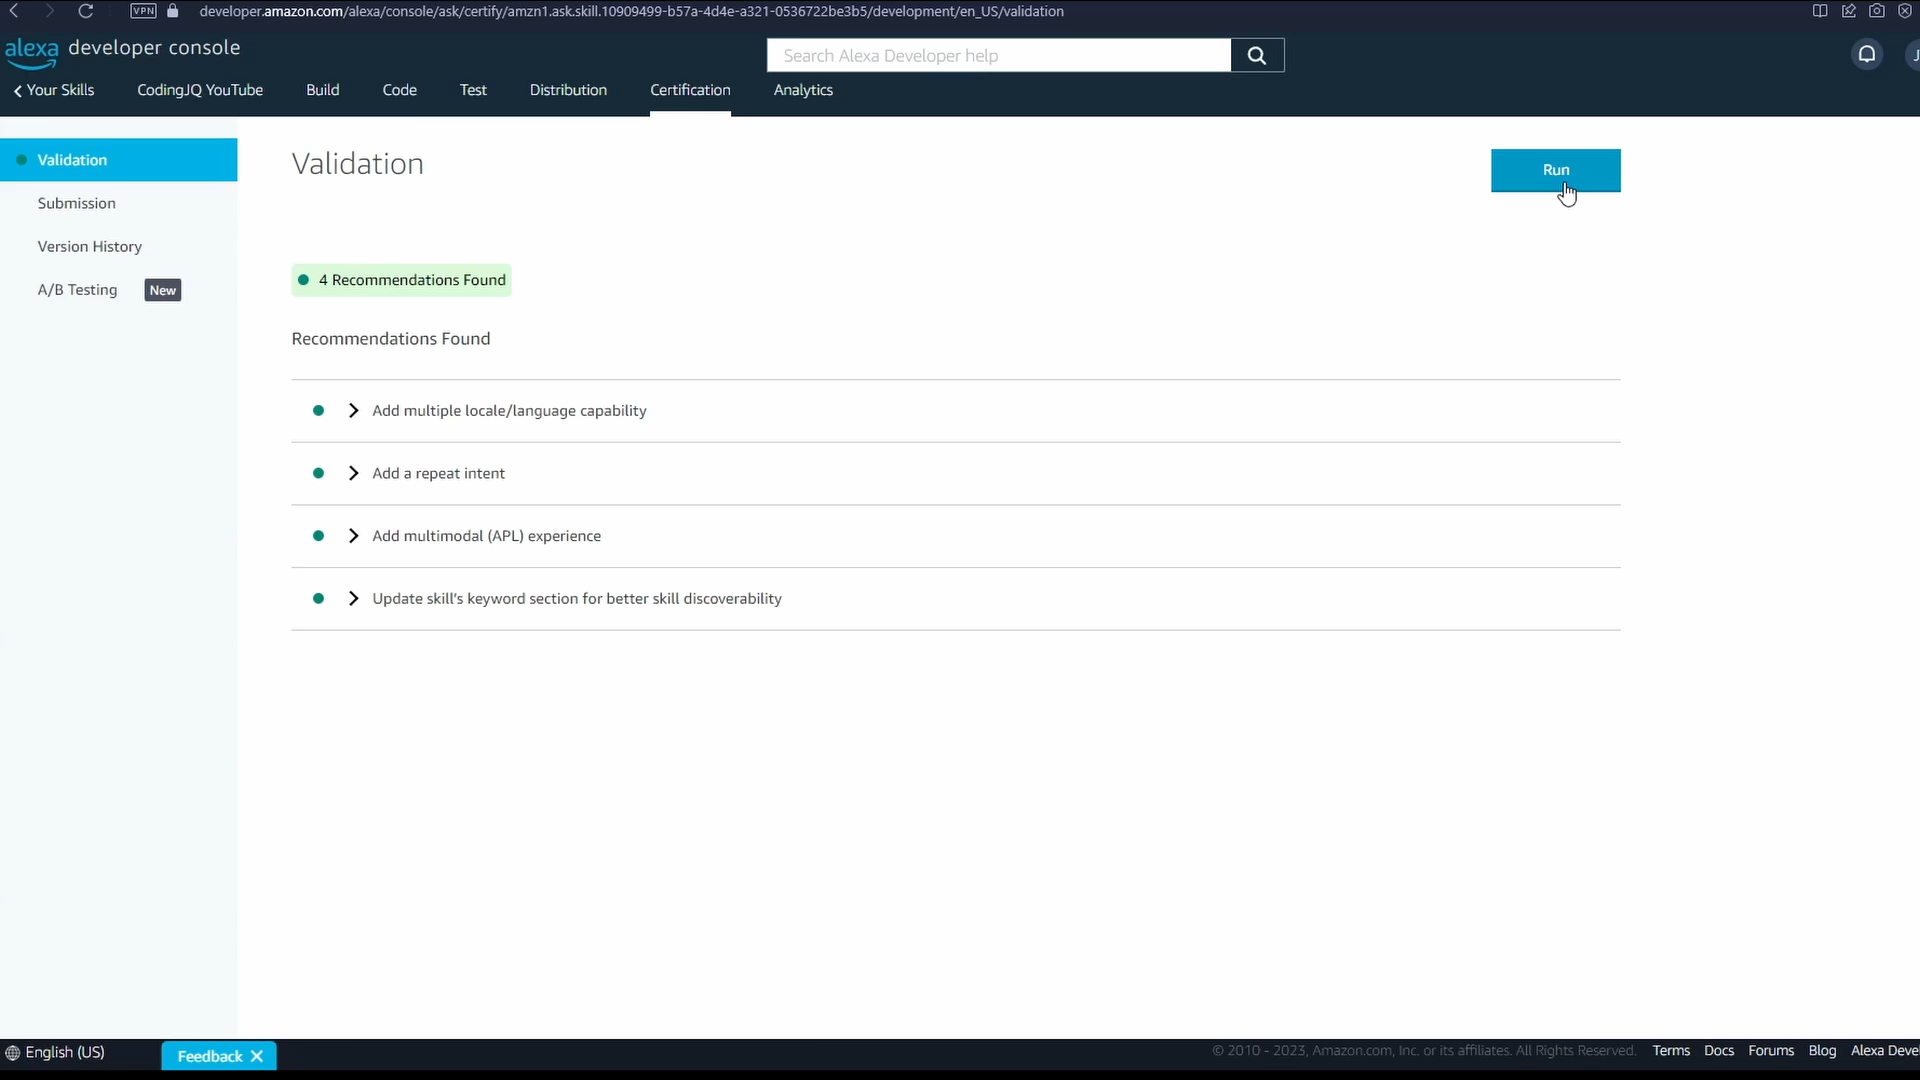 VPN developer.amazon.com/alexa/console/ask/certify/amzn1.ask.skill.10909499-b57a-4d4e-a321-0536722be3b5/development/en_US/validation
alexa developer console
Search Alexa Developer help
Your Skills CodingJQ YouTube Build Code Test Distribution Certification Analytics
Validation
Submission
Version History
A/B Testing New
Validation
Run
4 Recommendations Found
Recommendations Found
Add multiple locale/language capability
Add a repeat intent
Add multimodal (APL) experience
Update skill's keyword section for better skill discoverability
English (US)
Feedback
© 2010 - 2023, Amazon.com, Inc. or its affiliates. All Rights Reserved. Terms Docs Forums Blog Alexa Deve